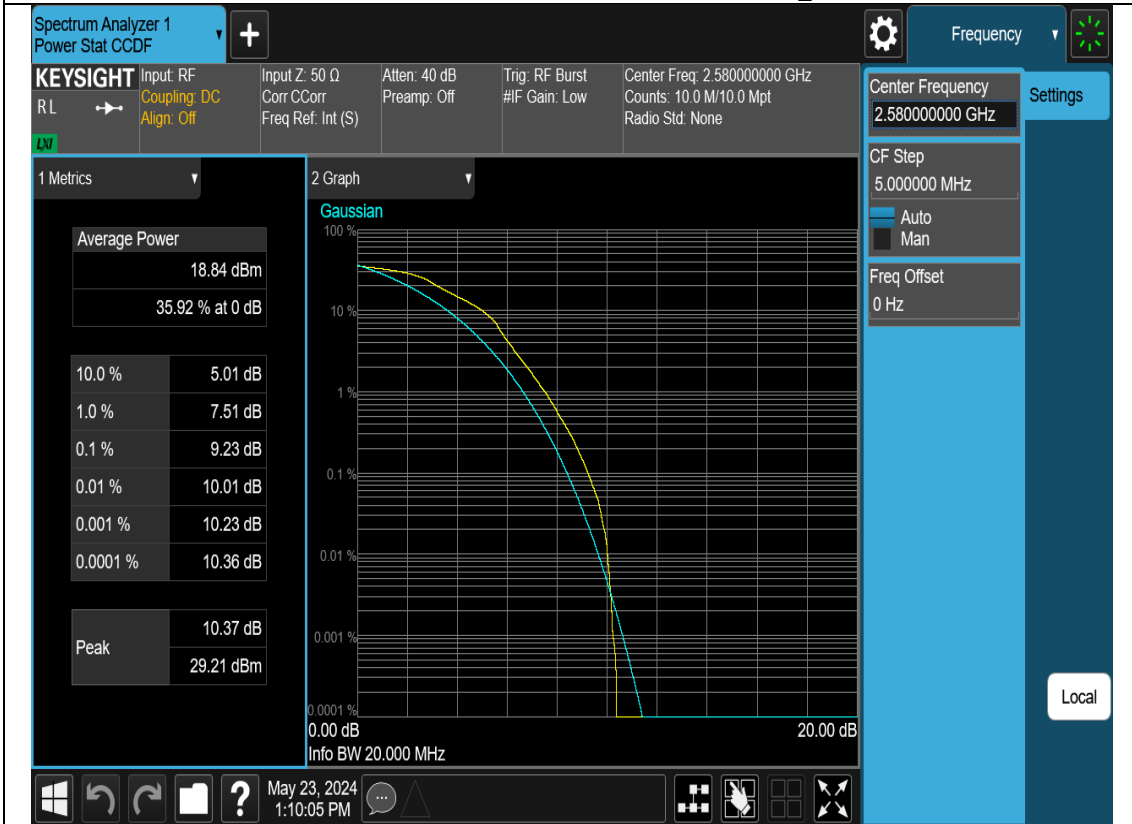 Spectrum Analyzer 1
Power Stat CCDF
+
Frequency
KEYSIGHT
RL
LXI
Input: RF
Coupling: DC
Align: Off
Input Z: 50 Ω
Corr CCorr
Freq Ref: Int (S)
Atten: 40 dB
Preamp: Off
Trig: RF Burst
#IF Gain: Low
Center Freq: 2.580000000 GHz
Counts: 10.0 M/10.0 Mpt
Radio Std: None
Center Frequency
2.580000000 GHz
Settings
CF Step
5.000000 MHz
Auto
Man
Freq Offset
0 Hz
1 Metrics
Average Power
18.84 dBm
35.92 % at 0 dB
10.0 % 5.01 dB
1.0 % 7.51 dB
0.1 % 9.23 dB
0.01 % 10.01 dB
0.001 % 10.23 dB
0.0001 % 10.36 dB
Peak
10.37 dB
29.21 dBm
2 Graph
Gaussian
100 %
10 %
1 %
0.1 %
0.01 %
0.001 %
0.0001 %
0.00 dB 20.00 dB
Info BW 20.000 MHz
Local
?
May 23, 2024
1:10:05 PM